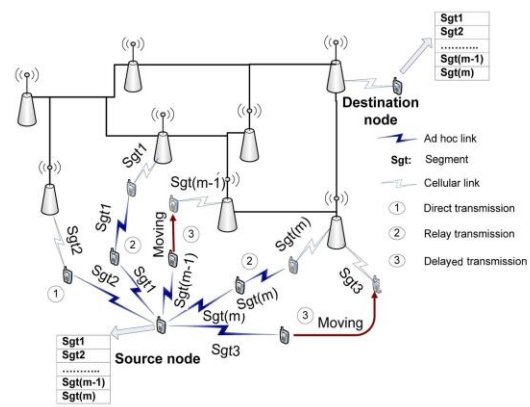 Sgt1
Sgt2
...........
Sgt(m-1)
Sgt(m)
Destination
node
Ad hoc link
Sgt: Segment
Cellular link
1 Direct transmission
2 Relay transmission
3 Delayed transmission
Sgt1
Sgt(m-1)
Sgt2
Sgt1
2
Moving
3
Sgt(m)
Sgt3
1
Sgt2
Sgt1
Sgt(m-1)
2
Sgt(m)
Sgt(m)
3
Moving
Sgt3
Source node
Sgt1
Sgt2
...........
Sgt(m-1)
Sgt(m)